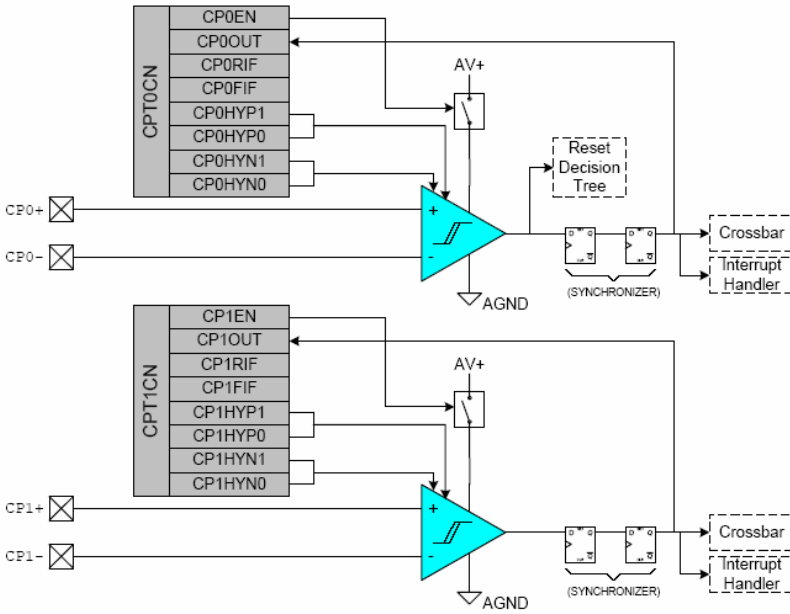 CPT0CN
CP0EN
CP0OUT
CP0RIF
CP0FIF
CP0HYP1
CP0HYP0
CP0HYN1
CP0HYN0
AV+
Reset
Decision
Tree
CP0+
+
CP0-
-
Crossbar
Interrupt
Handler
(SYNCHRONIZER)
AGND
CPT1CN
CP1EN
CP1OUT
CP1RIF
CP1FIF
CP1HYP1
CP1HYP0
CP1HYN1
CP1HYN0
AV+
CP1+
+
CP1-
-
Crossbar
Interrupt
Handler
(SYNCHRONIZER)
AGND